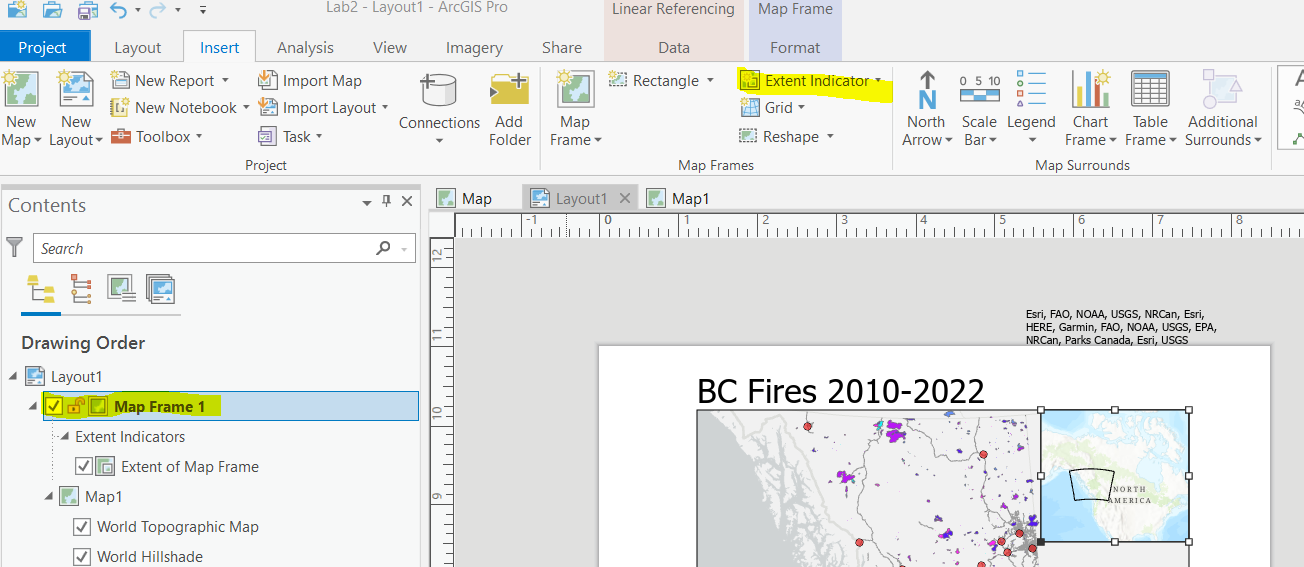 Lab2 - Layout1 - ArcGIS Pro
Linear Referencing
Map Frame
Project
Layout
Insert
Analysis
View
Imagery
Share
Data
Format
New Map
New Layout
New Report
New Notebook
Toolbox
Import Map
Import Layout
Task
Connections
Add Folder
Project
Map Frame
Rectangle
Extent Indicator
Grid
Reshape
Map Frames
North Arrow
0 5 10
Scale Bar
Legend
Chart Frame
Table Frame
Additional Surrounds
Map Surrounds
N
A
Contents
Search
Drawing Order
Layout1
Map Frame 1
Extent Indicators
Extent of Map Frame
Map1
World Topographic Map
World Hillshade
Map
Layout1
Map1
-1 0 1 2 3 4 5 6 7 8
12
11
10
9
Esri, FAO, NOAA, USGS, NRCan, Esri,
HERE, Garmin, FAO, NOAA, USGS, EPA,
NRCan, Parks Canada, Esri, USGS
BC Fires 2010-2022
NORTH
AMERICA